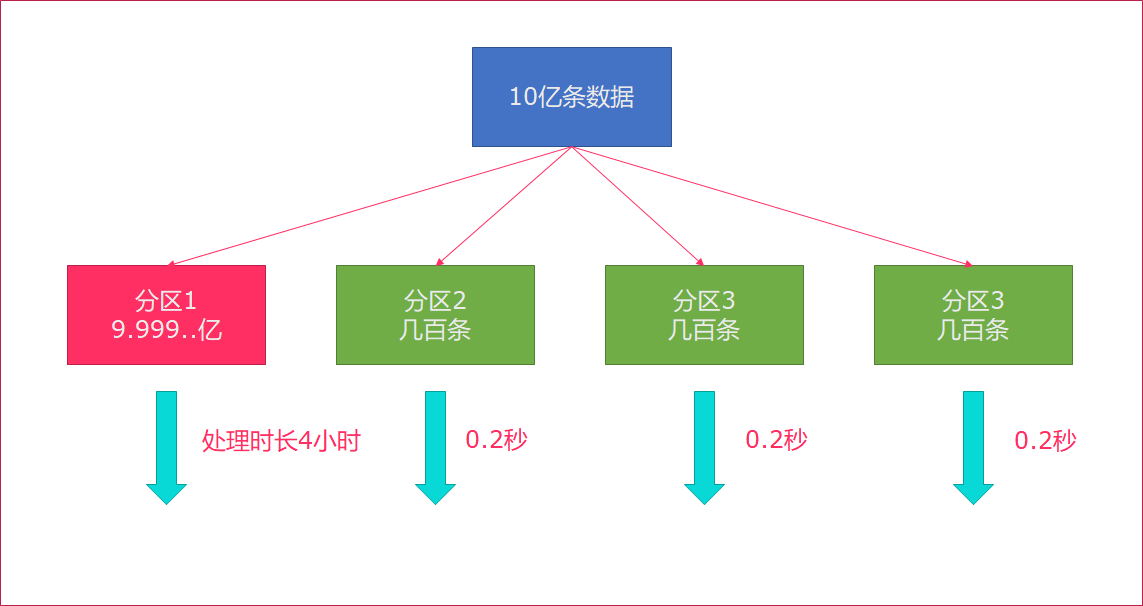 10亿条数据
分区1
9.999..亿
分区2
几百条
分区3
几百条
分区3
几百条
处理时长4小时
0.2秒
0.2秒
0.2秒